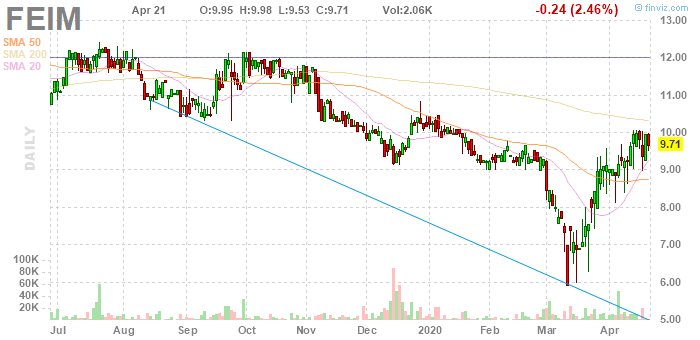 FEIM Apr 21 O:9.95 H:9.98 L:9.53 C:9.71 Vol:2.06K -0.24 (2.46%) © finviz.com
SMA 50
SMA 200
SMA 20
DAILY
13.00
12.00
11.00
10.00
9.71
9.00
8.00
7.00
6.00
5.00
100K
80K
60K
40K
20K
Jul Aug Sep Oct Nov Dec 2020 Feb Mar Apr